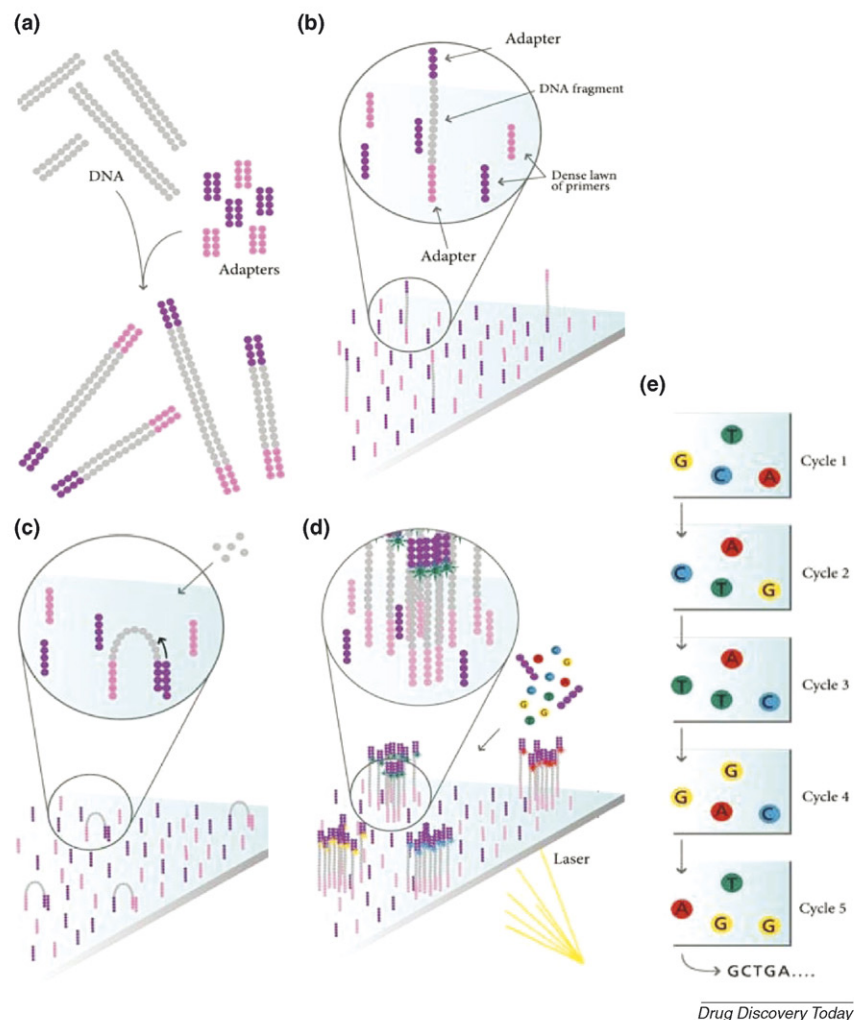 (a)
DNA
Adapters
(b)
Adapter
DNA fragment
Dense lawn
of primers
Adapter
(c)
(d)
C
A
G
C
A
C
G
T
G
T
Laser
(e)
T
G
C
A
Cycle 1
A
C
T
G
Cycle 2
A
T
T
C
Cycle 3
G
G
A
C
Cycle 4
T
A
G
G
Cycle 5
GCTGA....
Drug Discovery Today